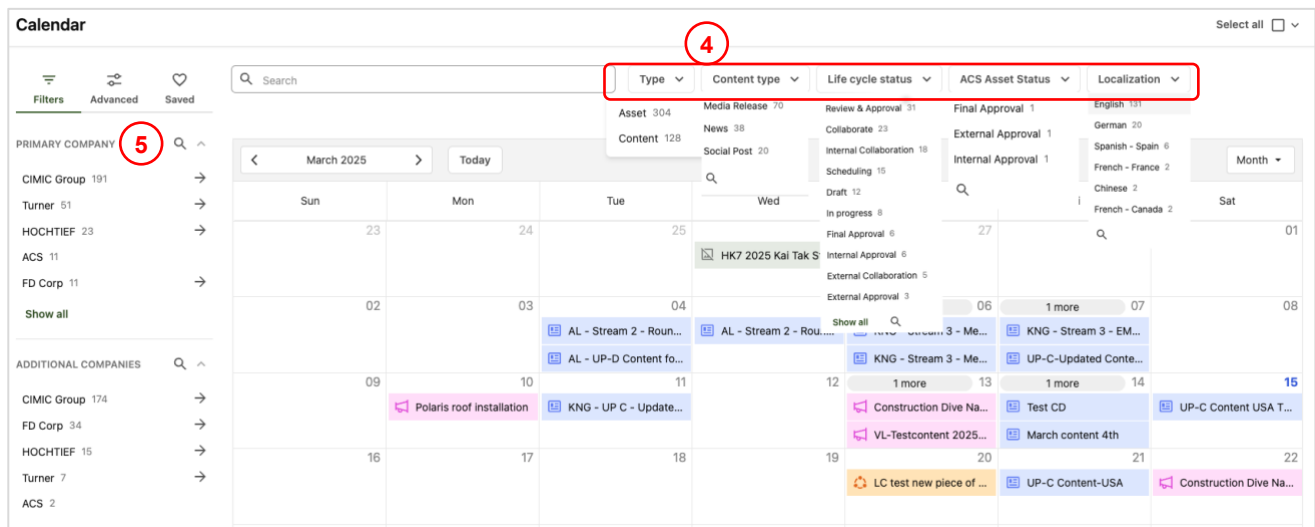 Calendar
Select all
4
Filters
Advanced
Saved
Search
Type
Content type
Life cycle status
ACS Asset Status
Localization
Asset 304
Content 128
Media Release 70
News 38
Social Post 20
Review & Approval 31
Collaborate 23
Internal Collaboration 18
Scheduling 15
Draft 12
In progress 8
Final Approval 6
Internal Approval 6
External Collaboration 5
External Approval 3
Show all
Final Approval 1
External Approval 1
Internal Approval 1
English 131
German 20
Spanish - Spain 6
French - France 2
Chinese 2
French - Canada 2
PRIMARY COMPANY
5
CIMIC Group 191
Turner 51
HOCHTIEF 23
ACS 11
FD Corp 11
Show all
ADDITIONAL COMPANIES
CIMIC Group 174
FD Corp 34
HOCHTIEF 15
Turner 7
ACS 2
March 2025
Today
Month
Sun
Mon
Tue
Wed
Sat
23
24
25
27
01
HK7 2025 Kai Tak S
02
03
04
06
1 more
07
08
AL - Stream 2 - Roun...
AL - Stream 2 - Roun...
KNG - Stream 3 - Me...
KNG - Stream 3 - EM...
AL - UP-D Content fo...
KNG - Stream 3 - Me...
UP-C-Updated Conte...
09
10
11
12
1 more
13
1 more
14
15
Polaris roof installation
KNG - UP C - Update...
Construction Dive Na...
Test CD
UP-C Content USA T...
VL-Testcontent 2025...
March content 4th
16
17
18
19
20
21
22
LC test new piece of ...
UP-C Content-USA
Construction Dive Na...